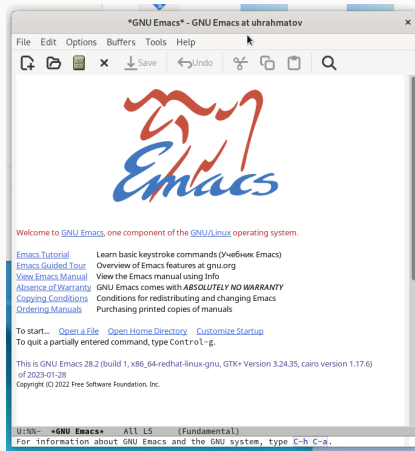 *GNU Emacs* - GNU Emacs at uhrahmatov
File Edit Options Buffers Tools Help
Save Undo
Emacs
Welcome to GNU Emacs, one component of the GNU/Linux operating system.
Emacs Tutorial Learn basic keystroke commands (Учебник Emacs)
Emacs Guided Tour Overview of Emacs features at gnu.org
View Emacs Manual View the Emacs manual using Info
Absence of Warranty GNU Emacs comes with ABSOLUTELY NO WARRANTY
Copying Conditions Conditions for redistributing and changing Emacs
Ordering Manuals Purchasing printed copies of manuals
To start... Open a File Open Home Directory Customize Startup
To quit a partially entered command, type Control-g.
This is GNU Emacs 28.2 (build 1, x86_64-redhat-linux-gnu, GTK+ Version 3.24.35, cairo version 1.17.6)
of 2023-01-28
Copyright (C) 2022 Free Software Foundation, Inc.
U:%%- *GNU Emacs* All L5 (Fundamental)
For information about GNU Emacs and the GNU system, type C-h C-a.